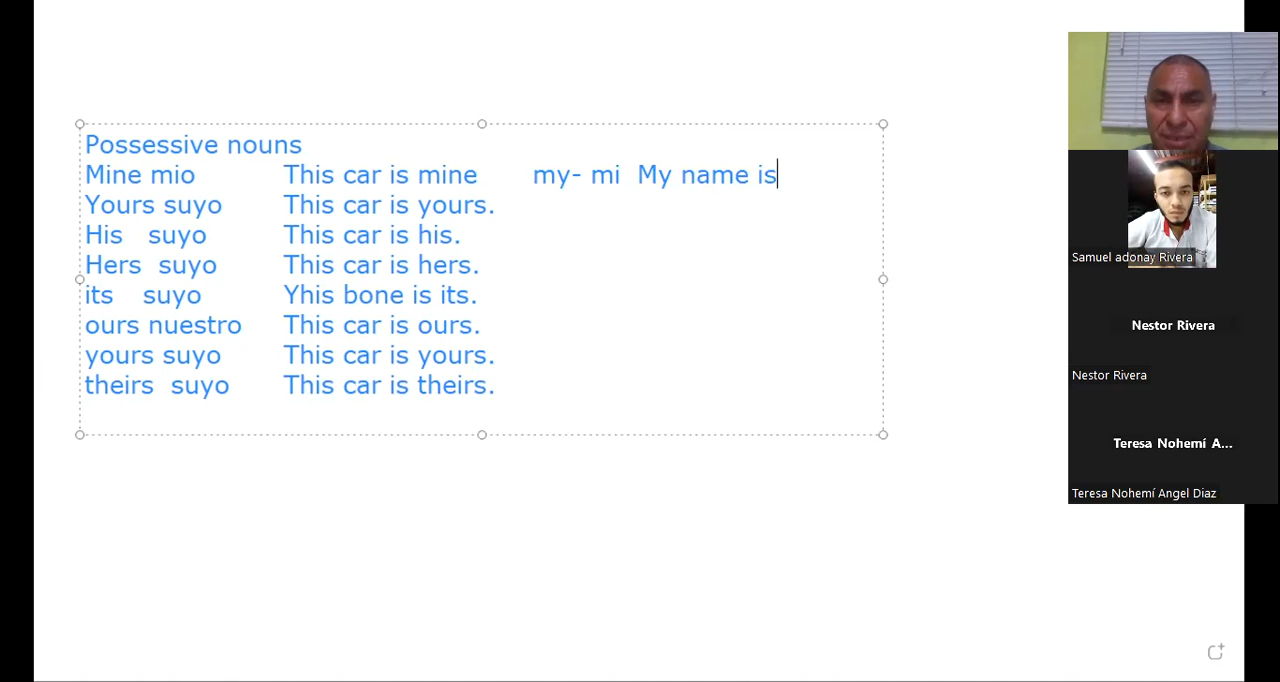 Possessive nouns
Mine mio This car is mine my- mi My name is
Yours suyo This car is yours.
His suyo This car is his.
Hers suyo This car is hers.
its suyo Yhis bone is its.
ours nuestro This car is ours.
yours suyo This car is yours.
theirs suyo This car is theirs.
Samuel adonay Rivera
Nestor Rivera
Nestor Rivera
Teresa Nohemí A...
Teresa Nohemí Angel Diaz